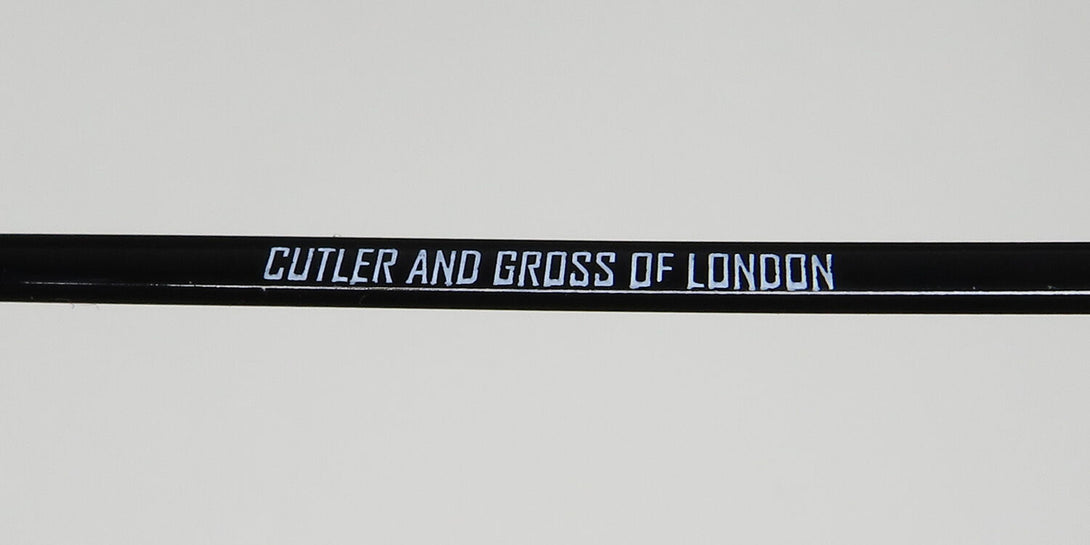 CUTLER AND GROSS OF LONDON